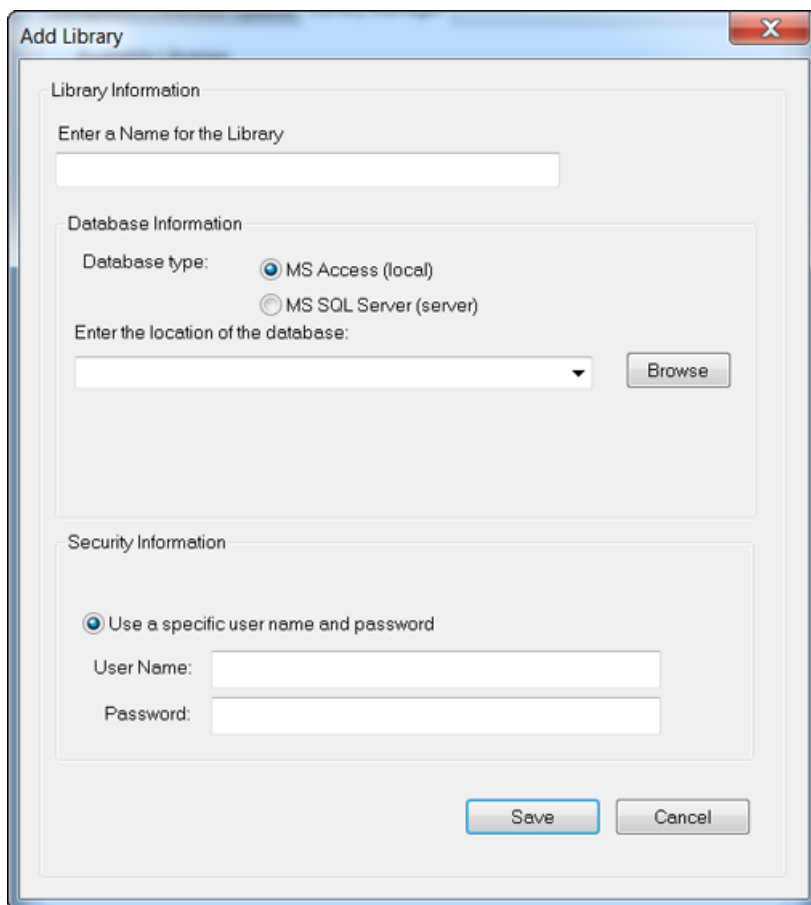 Add Library
Library Information
Enter a Name for the Library
Database Information
Database type:
MS Access (local)
MS SQL Server (server)
Enter the location of the database:
Browse
Security Information
Use a specific user name and password
User Name:
Password:
Save
Cancel